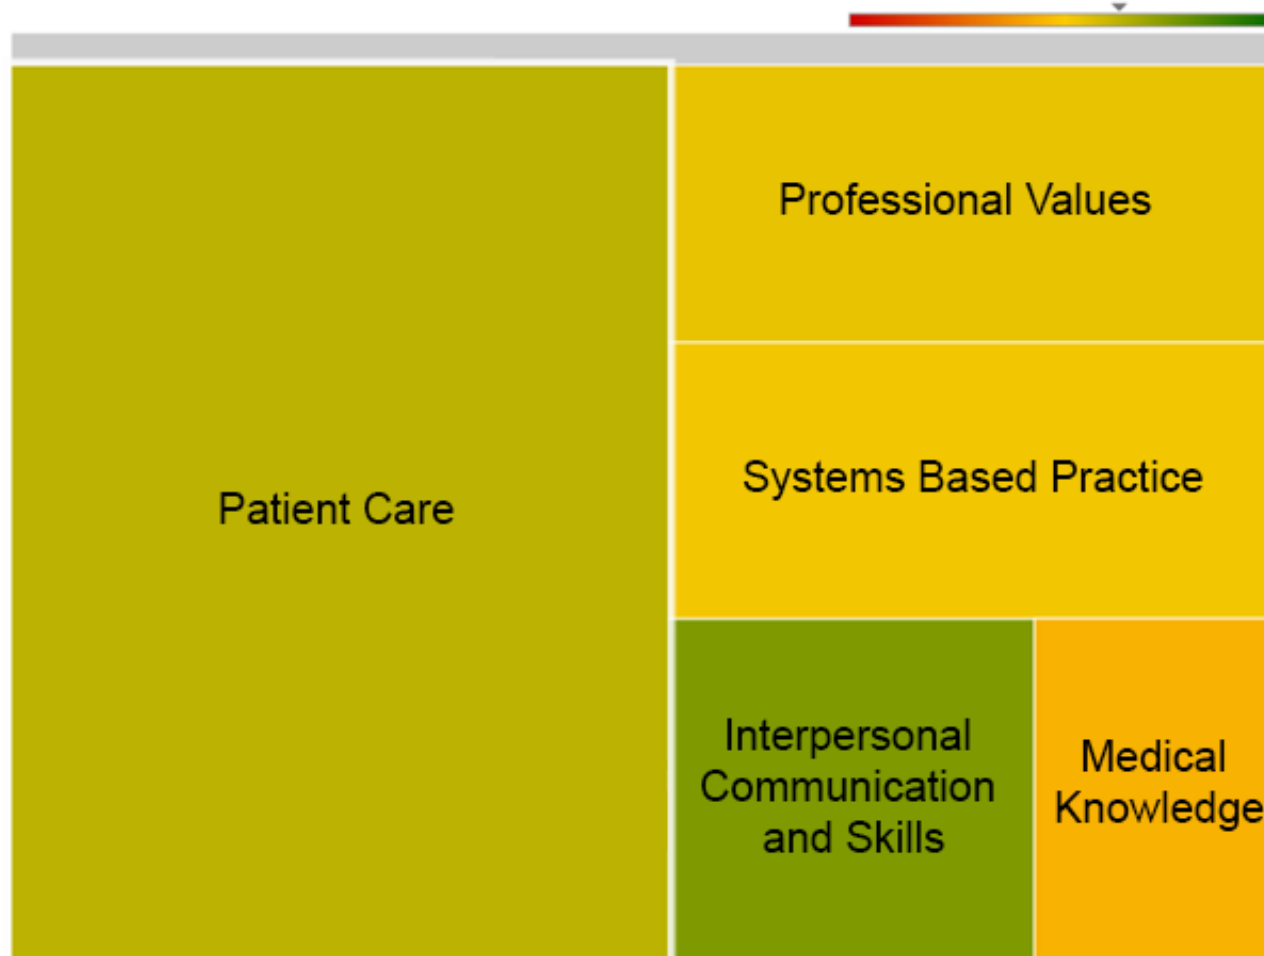 Professional Values
Systems Based Practice
Patient Care
Interpersonal
Communication
and Skills
Medical
Knowledge